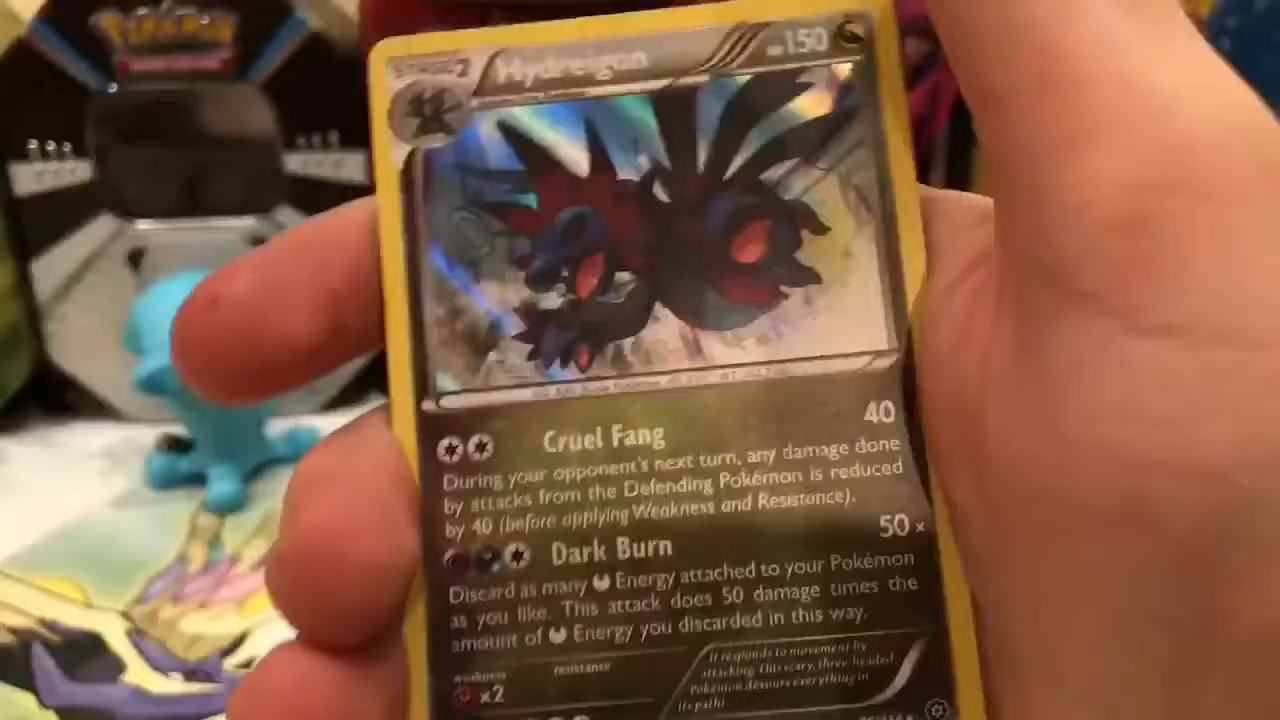 Pokémon
STAGE2 Hydreigon HP150
Cruel Fang 40
During your opponent's next turn, any damage done
by attacks from the Defending Pokémon is reduced
by 40 (before applying Weakness and Resistance).
Dark Burn 50×
Discard as many Energy attached to your Pokémon
as you like. This attack does 50 damage times the
amount of Energy you discarded in this way.
weakness
×2
resistance
It responds to movement by
attacking. This scary, three-headed
Pokémon devours everything in
its path!